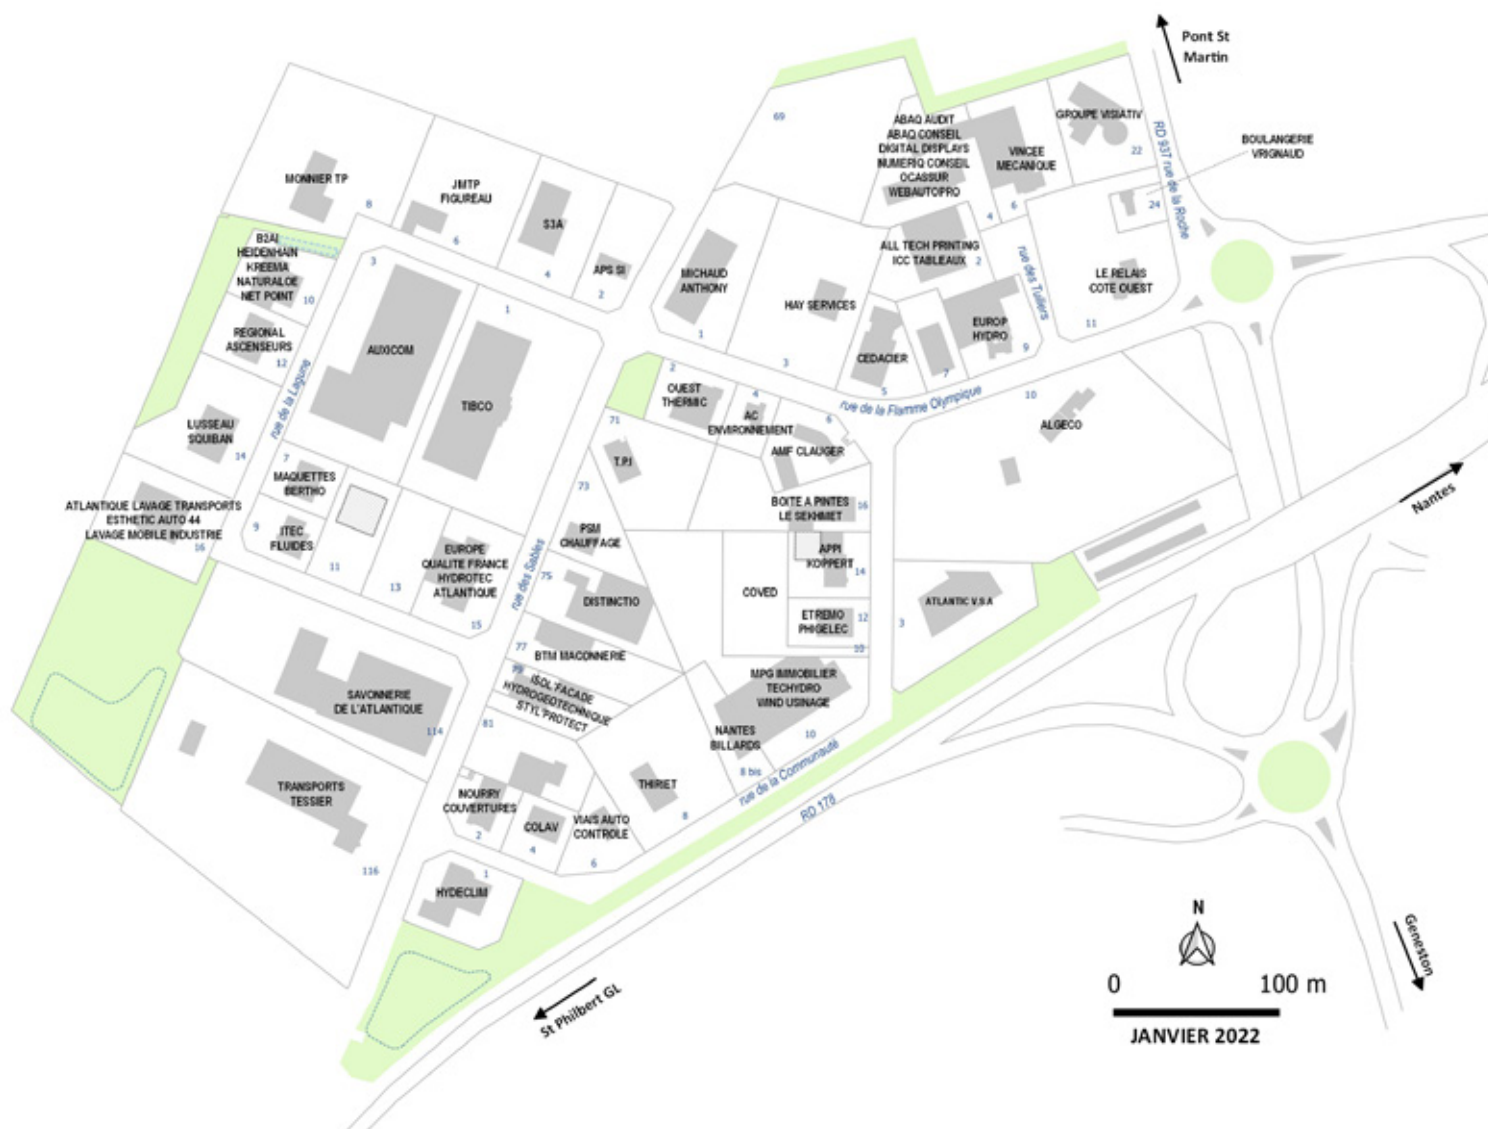 Pont St
Martin
RD 937 rue de la Roche
BOULANGERIE
VRIGNAUD
GROUPE VISIATIV
22
24
69
ABAQ AUDIT
ABAQ CONSEIL
DIGITAL DISPLAYS
NUMERIQ CONSEIL
OCASSUR
WEBAUTOPRO
4
VINCEE
MECANIQUE
6
MONNIER TP
8
JMTP
FIGUREAU
6
S3A
4
APS SI
2
B2AI
HEIDENHAIN
KREEMA
NATURALOE
NET POINT
10
REGIONAL
ASCENSEURS
12
3
AUXICOM
1
TIBCO
MICHAUD
ANTHONY
1
HAY SERVICES
3
ALL TECH PRINTING
ICC TABLEAUX
2
rue des Tuiliers
LE RELAIS
COTE OUEST
11
CEDACIER
5
7
EUROP
HYDRO
9
rue de la Flamme Olympique
10
ALGECO
rue de la Lagune
LUSSEAU
SQUIBAN
14
2
OUEST
THERMIC
4
AC
ENVIRONNEMENT
6
AMF CLAUGER
71
T.P.I
73
7
MAQUETTES
BERTHO
ATLANTIQUE LAVAGE TRANSPORTS
ESTHETIC AUTO 44
LAVAGE MOBILE INDUSTRIE
16
9
ITEC
FLUIDES
11
13
EUROPE
QUALITE FRANCE
HYDROTEC
ATLANTIQUE
15
rue des Sables
PSM
CHAUFFAGE
75
DISTINCTIO
77
BTM MACONNERIE
79
ISOL'FACADE
HYDROGEOTECHNIQUE
STYL'PROTECT
81
BOITE A PINTES
LE SEKHMET
16
APPI
KOPPERT
14
COVED
ETREMO
PHIGELEC
12
10
3
ATLANTIC V.S.A
Nantes
MPG IMMOBILIER
TECHYDRO
WIND USINAGE
10
NANTES
BILLARDS
8 bis
rue de la Communauté
RD 178
SAVONNERIE
DE L'ATLANTIQUE
114
TRANSPORTS
TESSIER
116
NOURRY
COUVERTURES
2
COLAV
4
VIAIS AUTO
CONTROLE
6
THIRIET
8
1
HYDECLIM
St Philbert GL
Geneston
N
0 100 m
JANVIER 2022